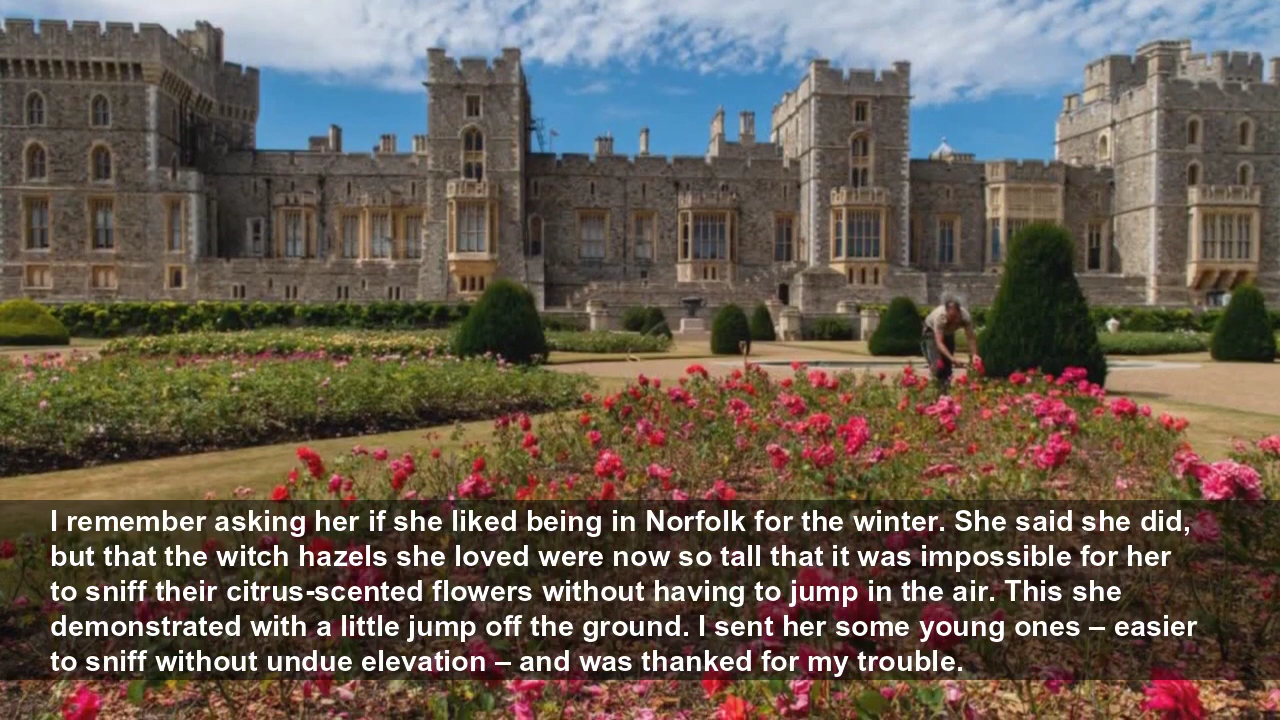 I remember asking her if she liked being in Norfolk for the winter. She said she did,
but that the witch hazels she loved were now so tall that it was impossible for her
to sniff their citrus-scented flowers without having to jump in the air. This she
demonstrated with a little jump off the ground. I sent her some young ones – easier
to sniff without undue elevation – and was thanked for my trouble.